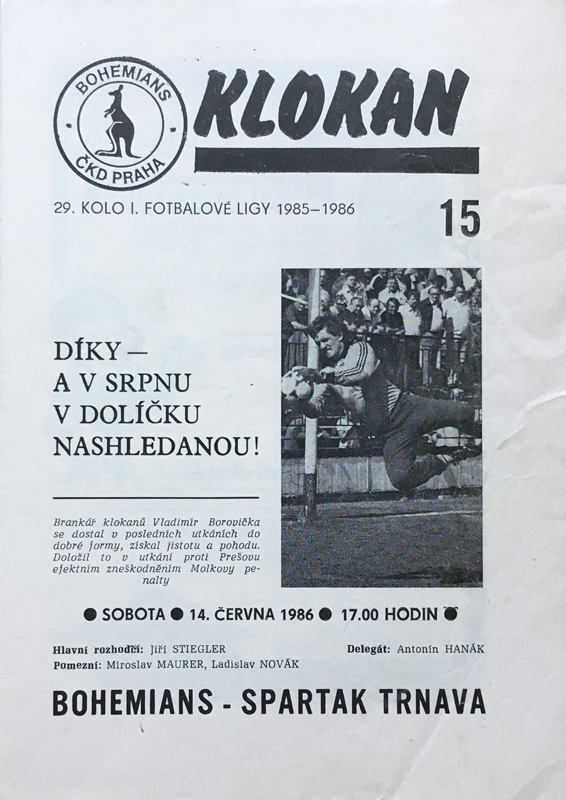 BOHEMIANS
ČKD PRAHA
KLOKAN
29. KOLO I. FOTBALOVÉ LIGY 1985–1986
15
DÍKY —
A V SRPNU
V DOLÍČKU
NASHLEDANOU!
Brankář klokanů Vladimír Borovička
se dostal v posledních utkáních do
dobré formy, získal jistotu a pohodu.
Doložil to v utkání proti Prešovu
efektním zneškodněním Molkovy pe-
nalty
● SOBOTA ● 14. ČERVNA 1986 ● 17.00 HODIN ●
Hlavní rozhodčí: Jiří STIEGLER Delegát: Antonín HANÁK
Pomezní: Miroslav MAURER, Ladislav NOVÁK
BOHEMIANS - SPARTAK TRNAVA